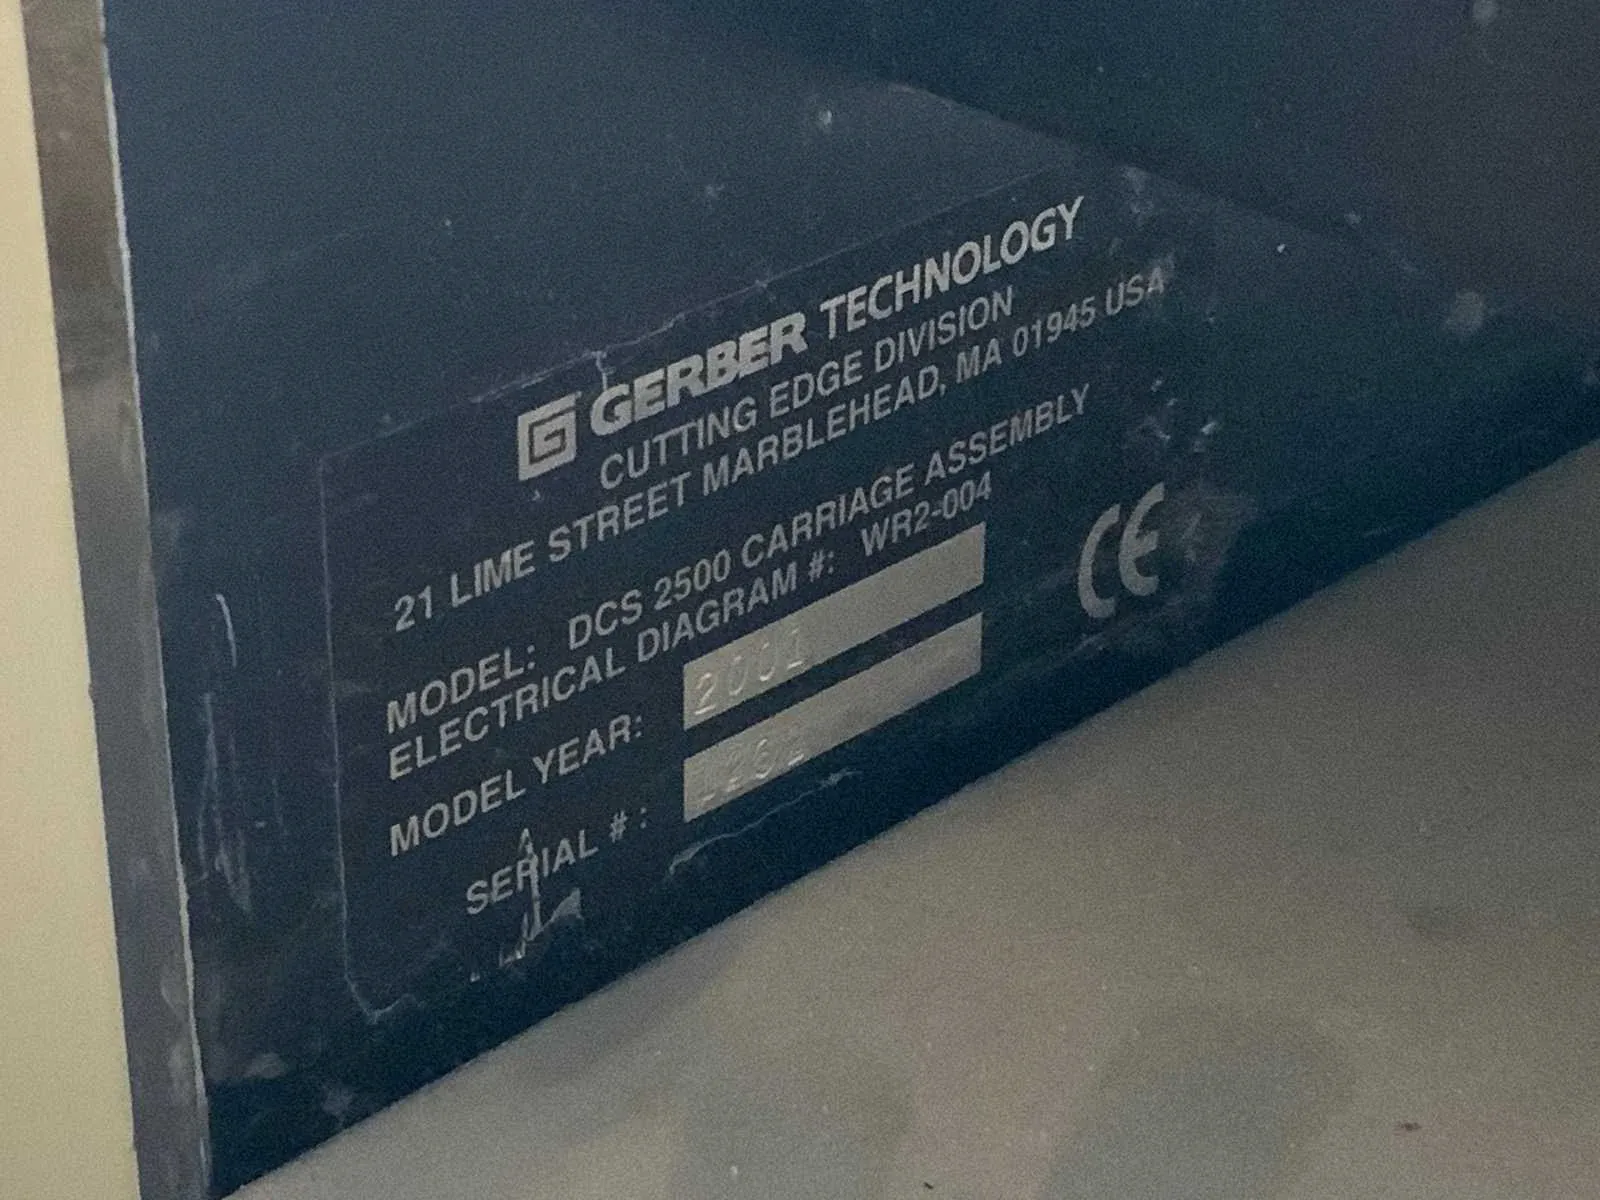 GERBER TECHNOLOGY
CUTTING EDGE DIVISION
21 LIME STREET MARBLEHEAD, MA 01945 USA
MODEL: DCS 2500 CARRIAGE ASSEMBLY
ELECTRICAL DIAGRAM #: WR2-004
MODEL YEAR: 2001
SERIAL #:
CE